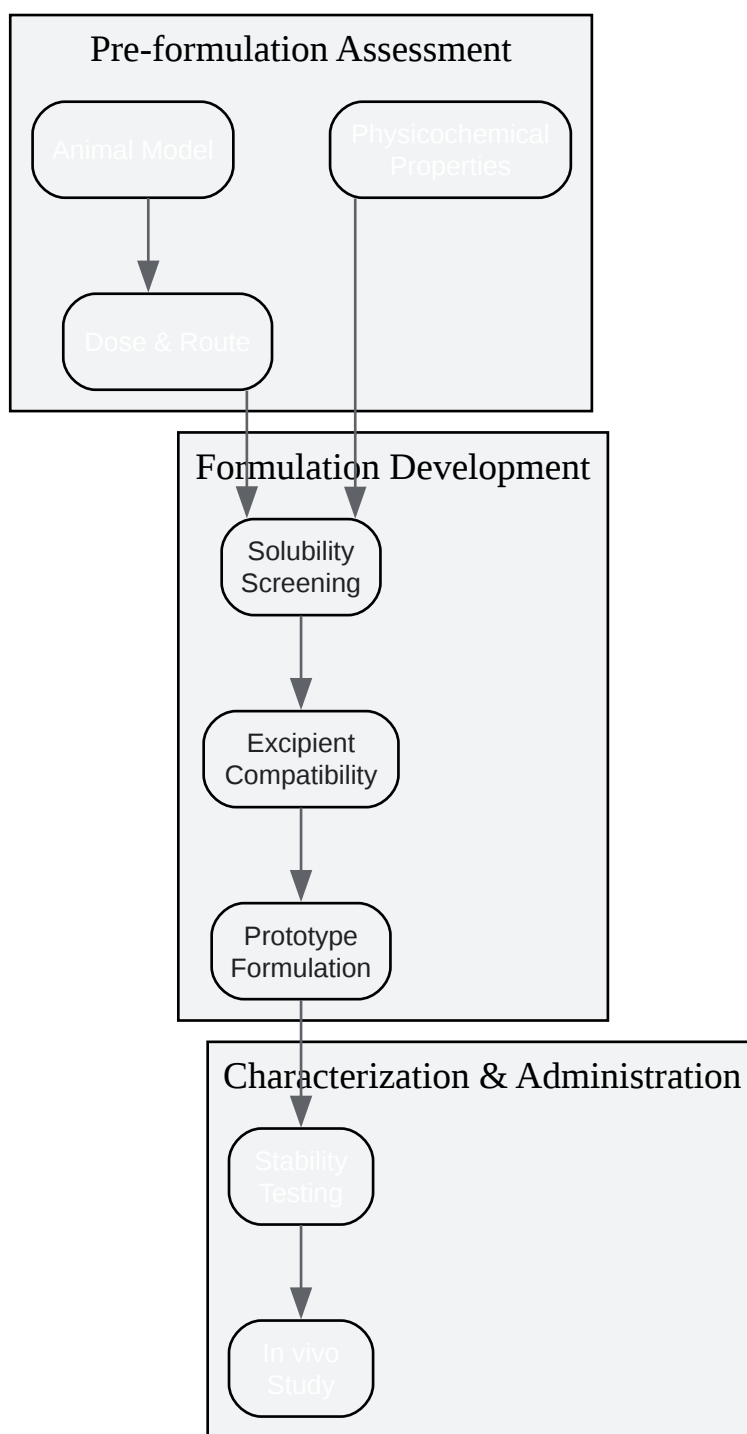 Pre-formulation Assessment
Animal Model
Physicochemical
Properties
Dose & Route
Formulation Development
Solubility
Screening
Excipient
Compatibility
Prototype
Formulation
Characterization & Administration
Stability
Testing
In vivo
Study